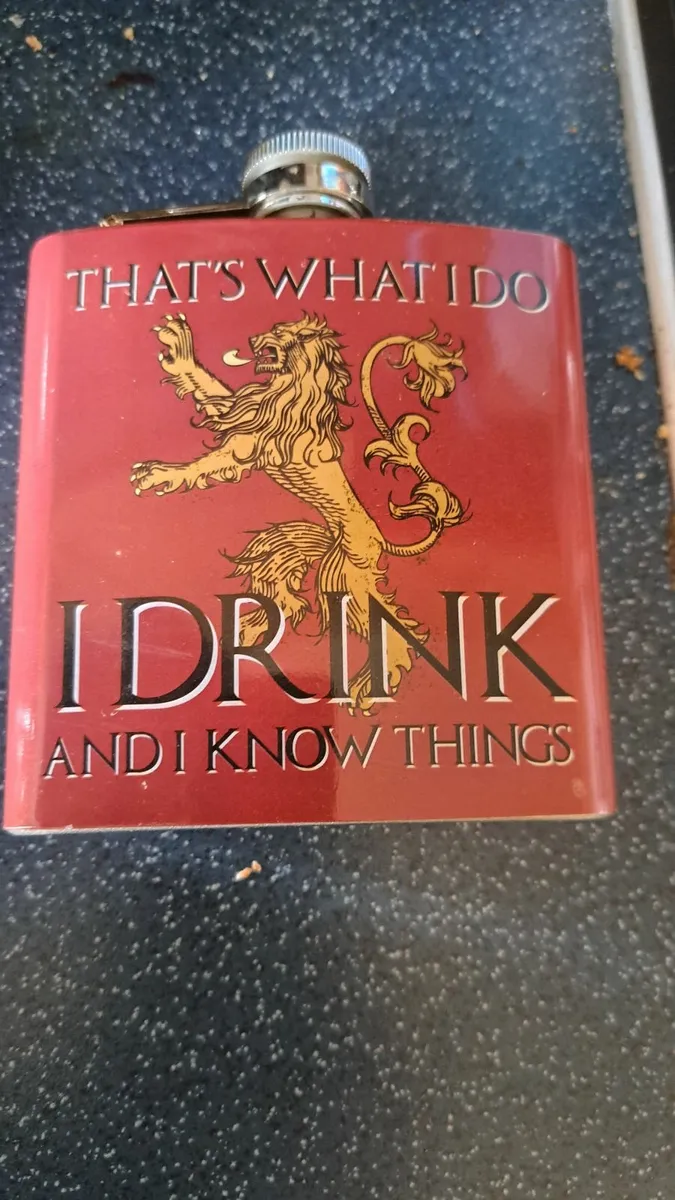 THAT'S WHAT I DO
I DRINK
AND I KNOW THINGS